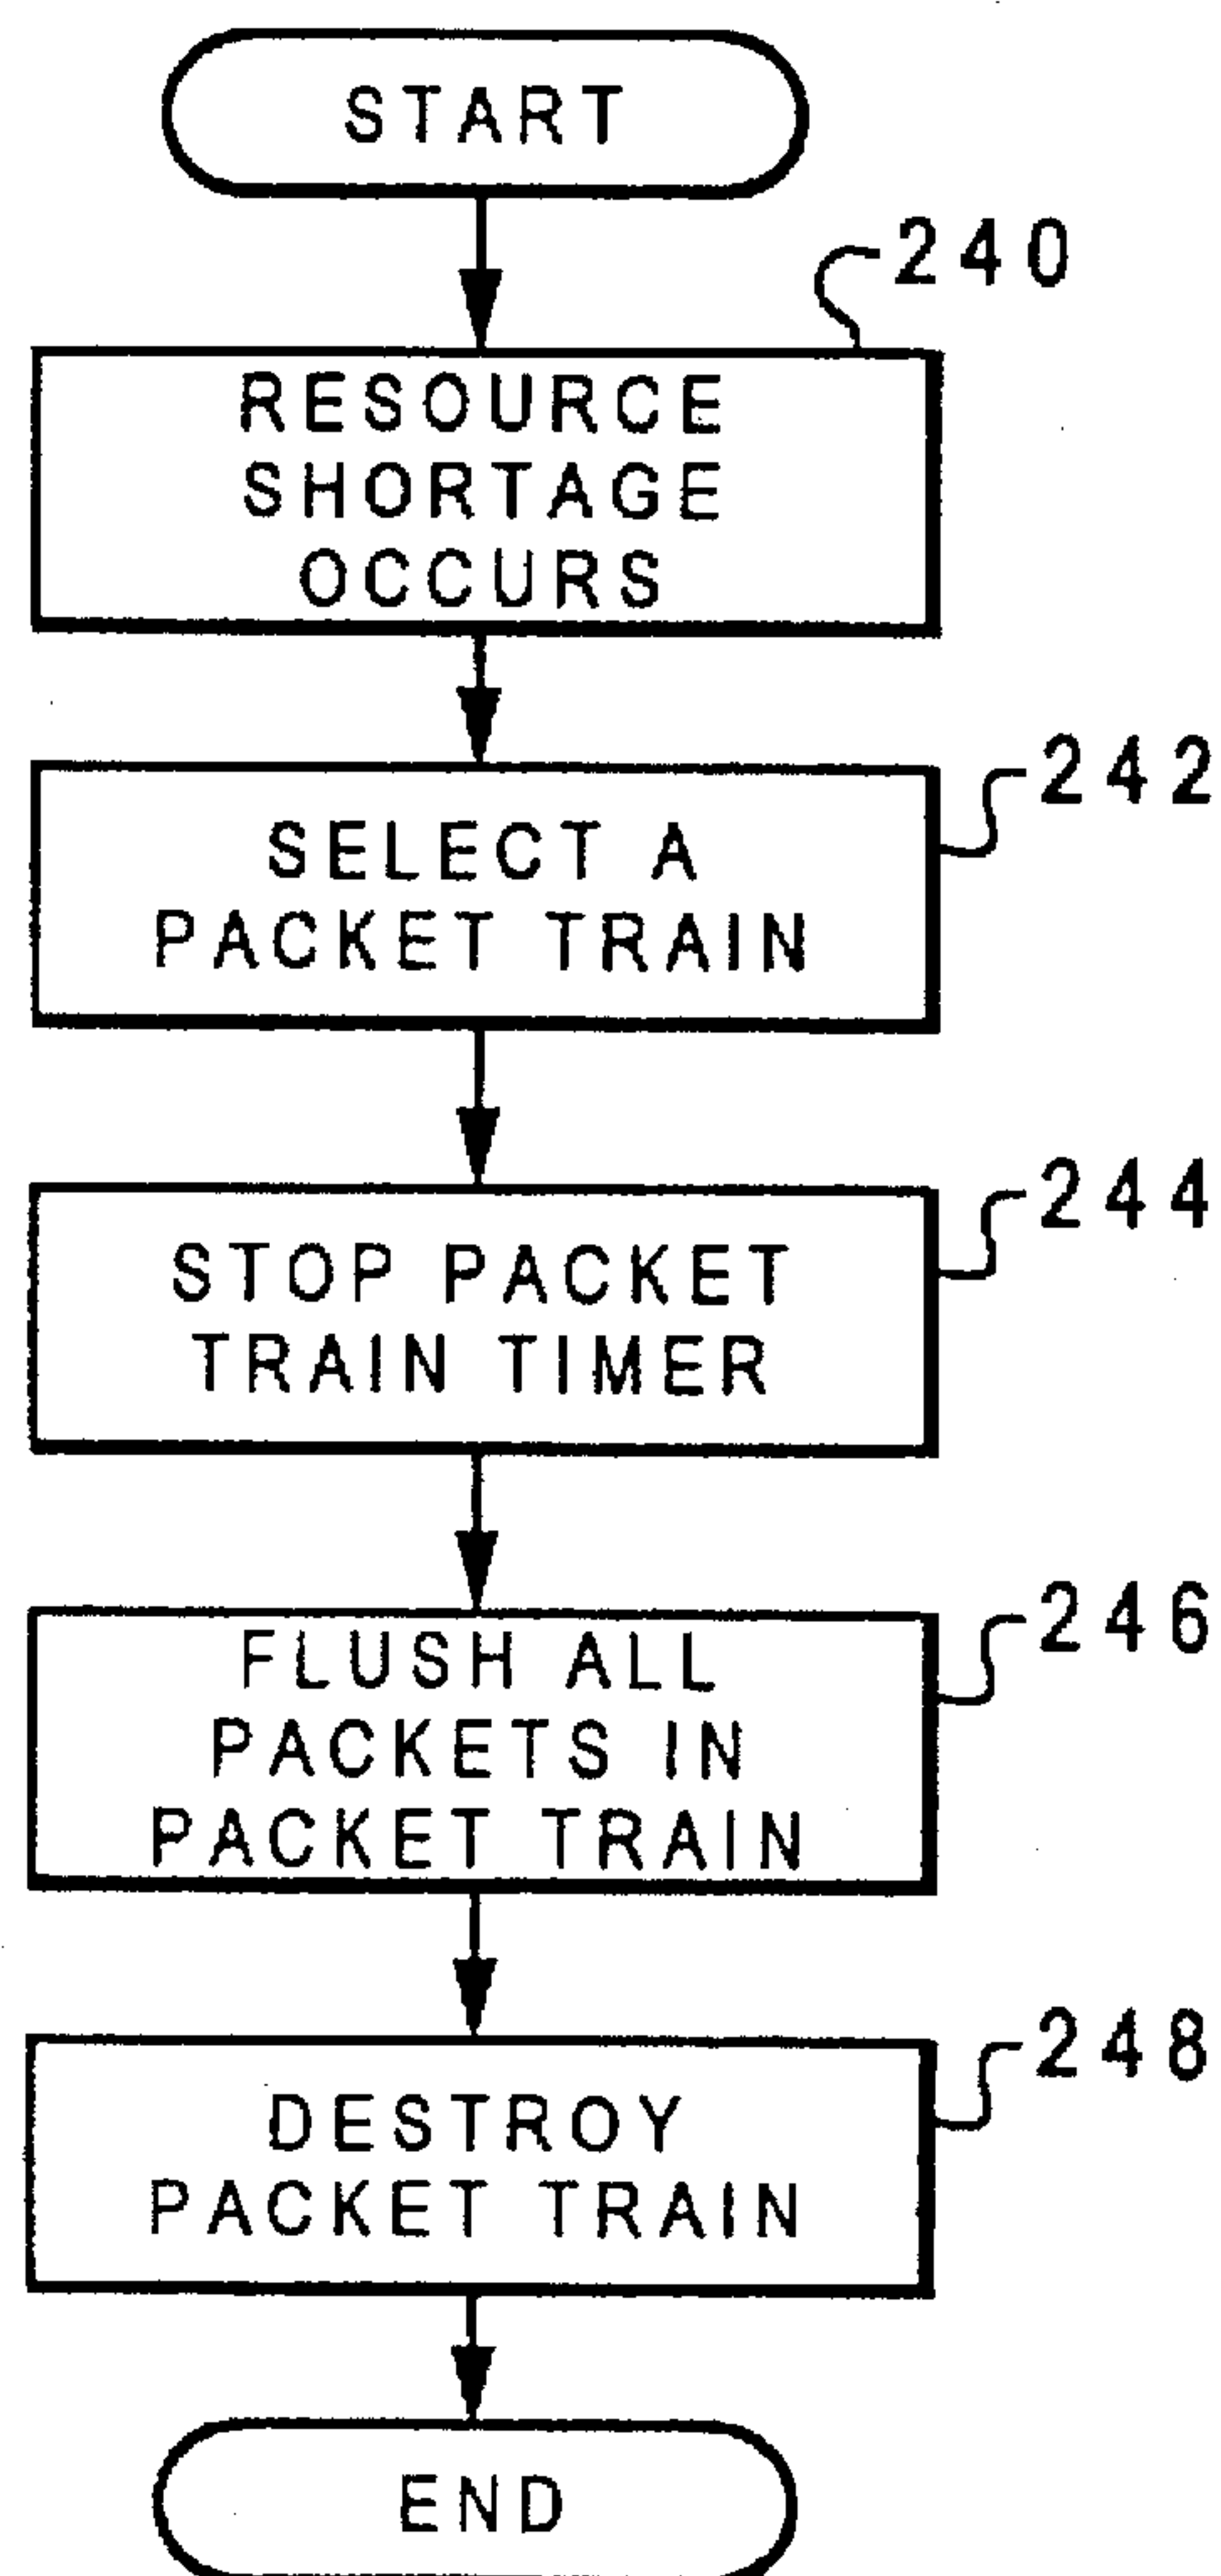 START
240
RESOURCE
SHORTAGE
OCCURS
242
SELECT A
PACKET TRAIN
244
STOP PACKET
TRAIN TIMER
246
FLUSH ALL
PACKETS IN
PACKET TRAIN
248
DESTROY
PACKET TRAIN
END